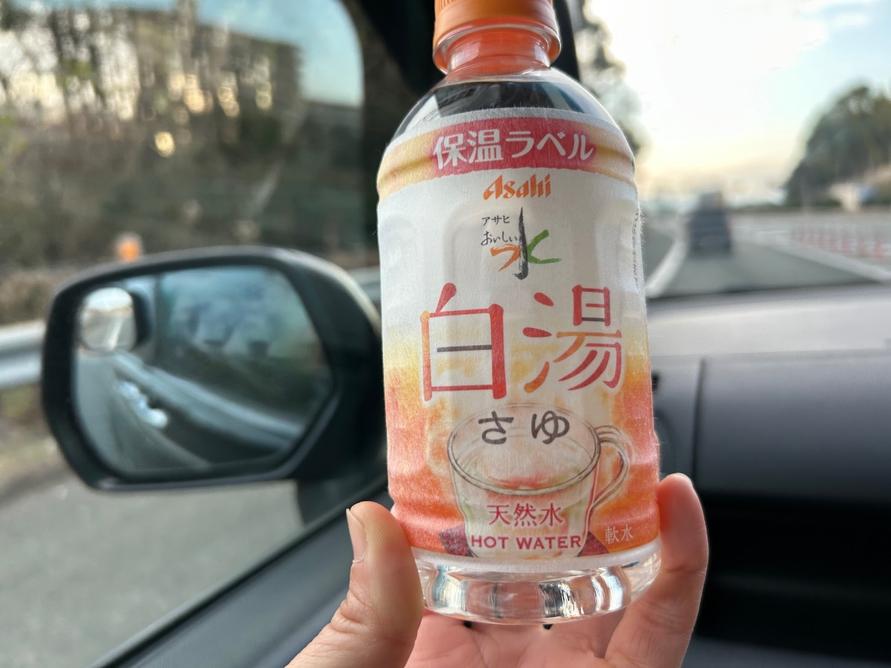 保温ラベル
Asahi
アサヒ
おいしい
水
白湯
さゆ
天然水
HOT WATER
軟水